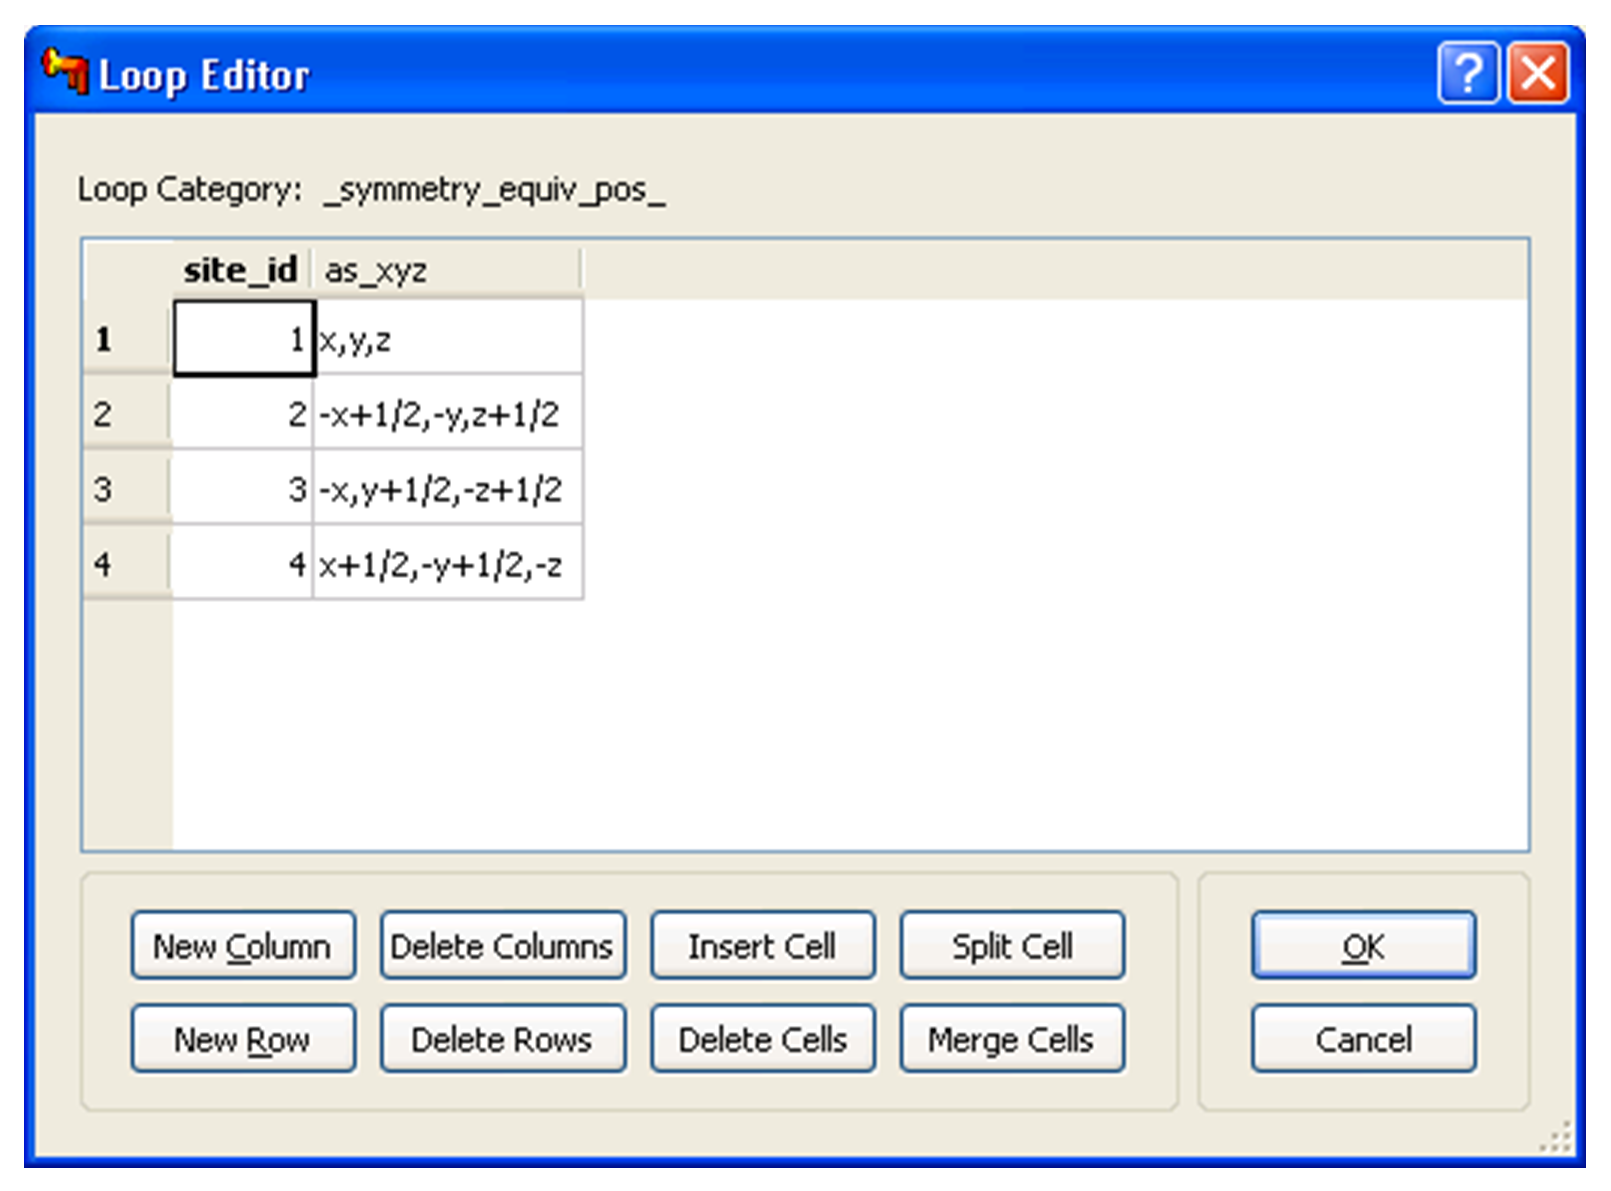 Loop Editor
?
Loop Category: _symmetry_equiv_pos_
site_id as_xyz
1 1 x,y,z
2 2 -x+1/2,-y,z+1/2
3 3 -x,y+1/2,-z+1/2
4 4 x+1/2,-y+1/2,-z
New Column Delete Columns Insert Cell Split Cell OK
New Row Delete Rows Delete Cells Merge Cells Cancel